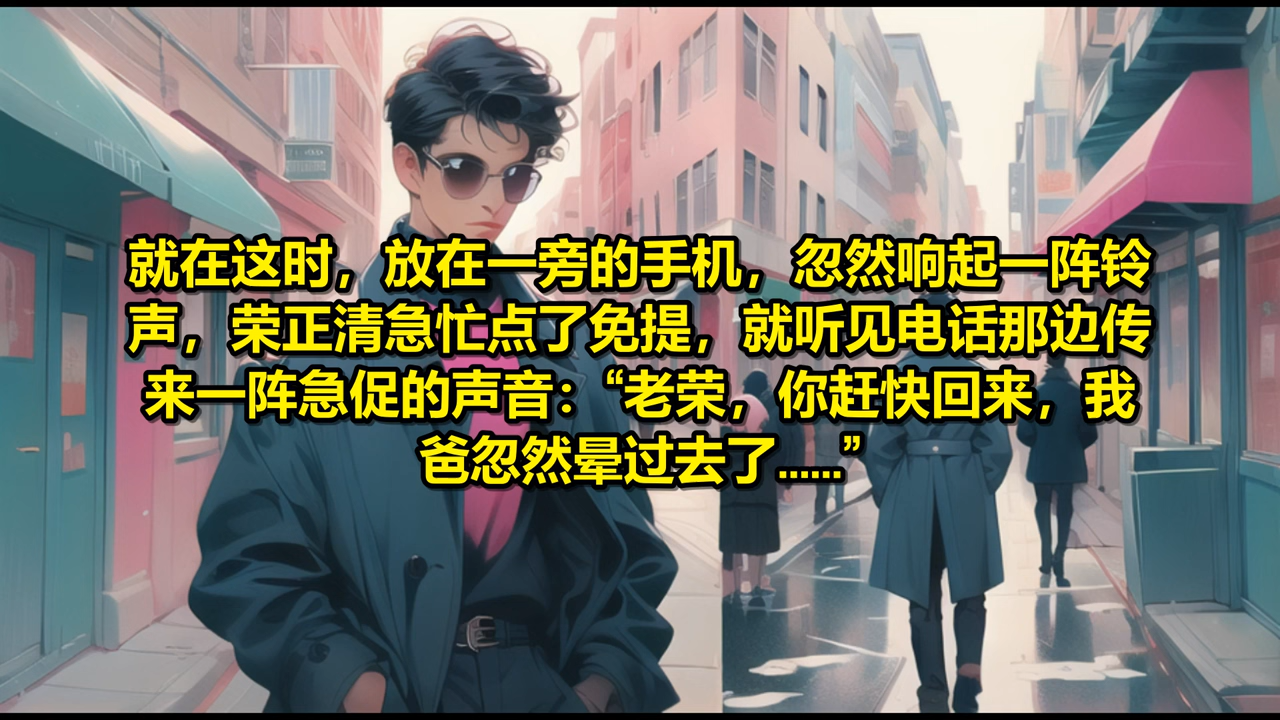 就在这时，放在一旁的手机，忽然响起一阵铃
声，荣正清急忙点了免提，就听见电话那边传
来一阵急促的声音：“老荣，你赶快回来，我
爸忽然晕过去了......”